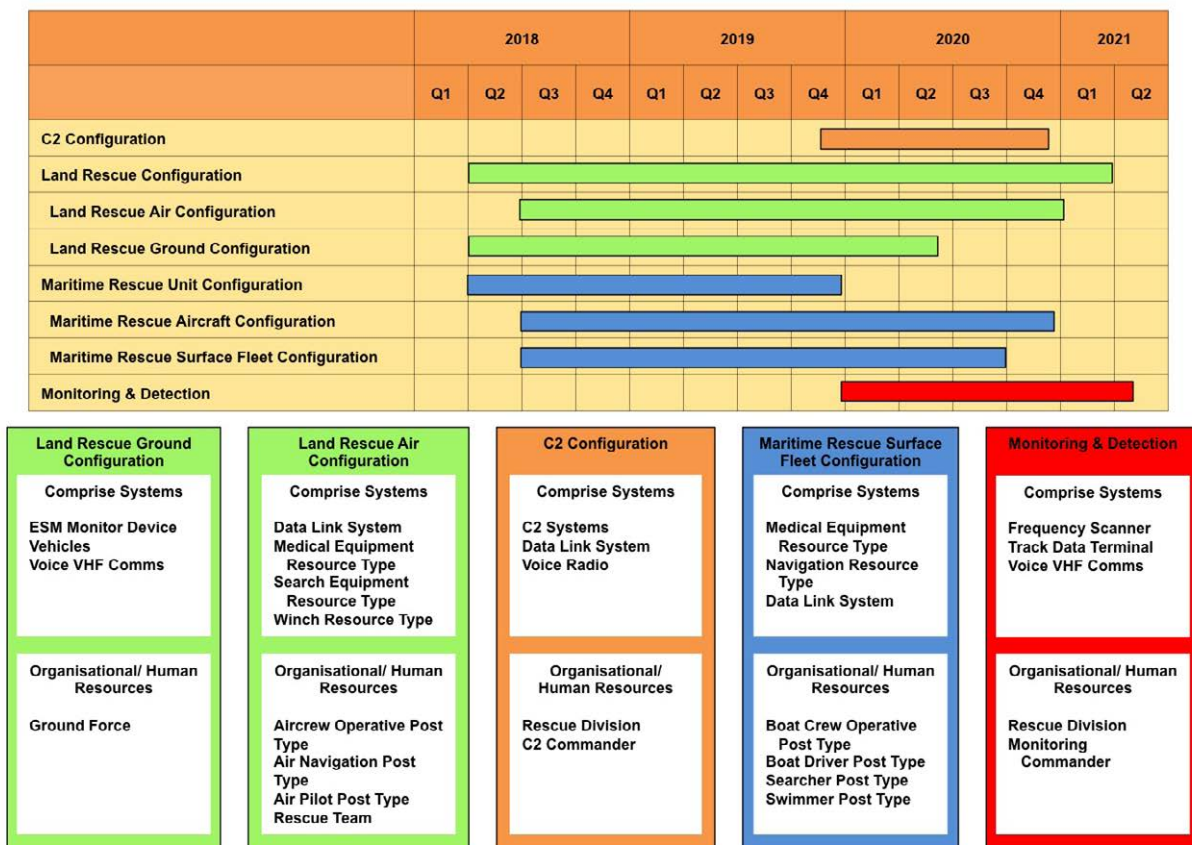 2018 2019 2020 2021
Q1 Q2 Q3 Q4 Q1 Q2 Q3 Q4 Q1 Q2 Q3 Q4 Q1 Q2
C2 Configuration
Land Rescue Configuration
Land Rescue Air Configuration
Land Rescue Ground Configuration
Maritime Rescue Unit Configuration
Maritime Rescue Aircraft Configuration
Maritime Rescue Surface Fleet Configuration
Monitoring & Detection
Land Rescue Ground
Configuration
Comprise Systems
ESM Monitor Device
Vehicles
Voice VHF Comms
Organisational/ Human
Resources
Ground Force
Land Rescue Air
Configuration
Comprise Systems
Data Link System
Medical Equipment
Resource Type
Search Equipment
Resource Type
Winch Resource Type
Organisational/ Human
Resources
Aircrew Operative Post
Type
Air Navigation Post
Type
Air Pilot Post Type
Rescue Team
C2 Configuration
Comprise Systems
C2 Systems
Data Link System
Voice Radio
Organisational/
Human Resources
Rescue Division
C2 Commander
Maritime Rescue Surface
Fleet Configuration
Comprise Systems
Medical Equipment
Resource Type
Navigation Resource
Type
Data Link System
Organisational/ Human
Resources
Boat Crew Operative
Post Type
Boat Driver Post Type
Searcher Post Type
Swimmer Post Type
Monitoring & Detection
Comprise Systems
Frequency Scanner
Track Data Terminal
Voice VHF Comms
Organisational/ Human
Resources
Rescue Division
Monitoring
Commander